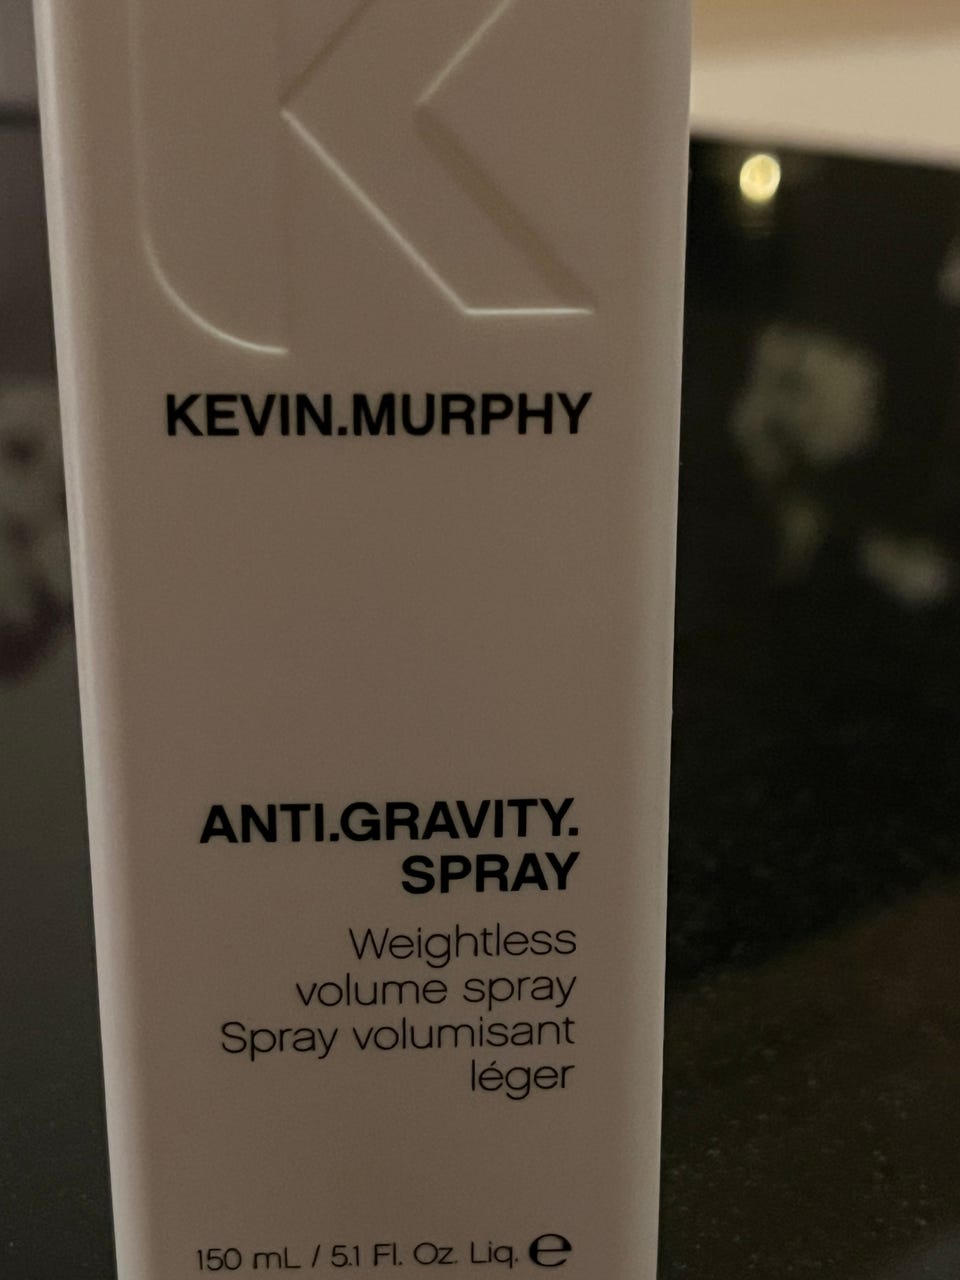 KEVIN.MURPHY
ANTI.GRAVITY.
SPRAY
Weightless
volume spray
Spray volumisant
léger
150 mL / 5.1 Fl. Oz. Liq. ℮